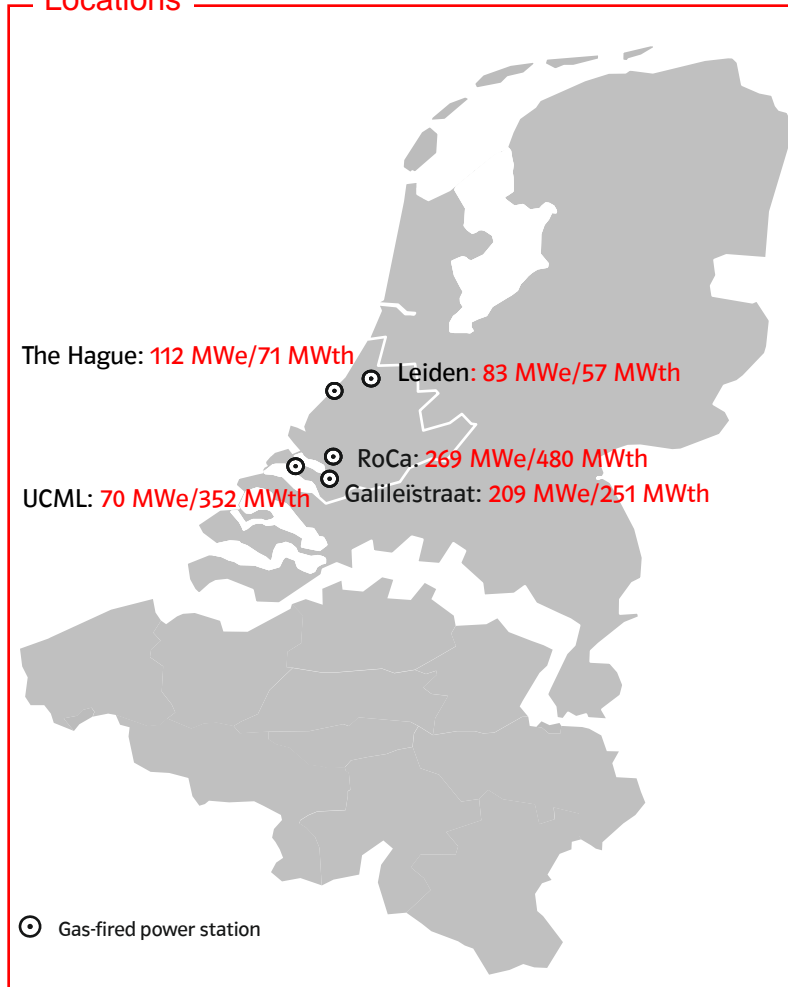 Locations
The Hague: 112 MWe/71 MWth
Leiden: 83 MWe/57 MWth
RoCa: 269 MWe/480 MWth
UCML: 70 MWe/352 MWth
Galileïstraat: 209 MWe/251 MWth
Gas-fired power station